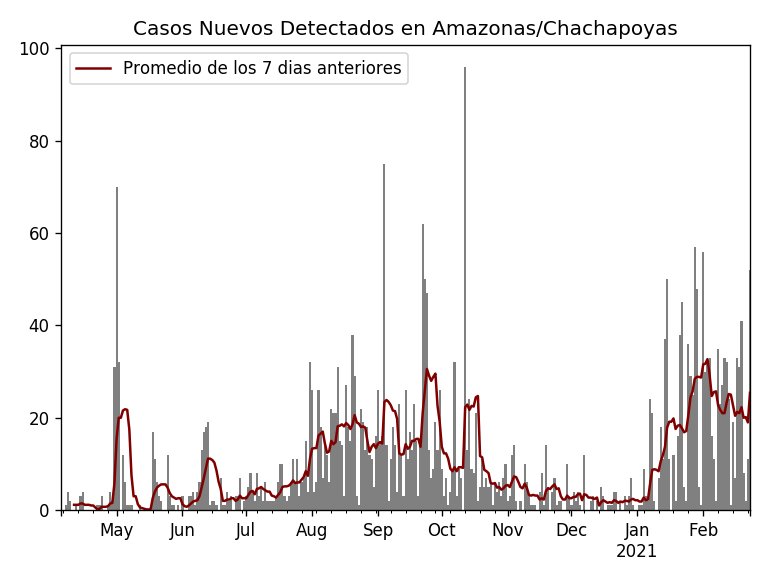 Casos Nuevos Detectados en Amazonas/Chachapoyas
Promedio de los 7 dias anteriores
100
80
60
40
20
0
May Jun Jul Aug Sep Oct Nov Dec Jan Feb
2021